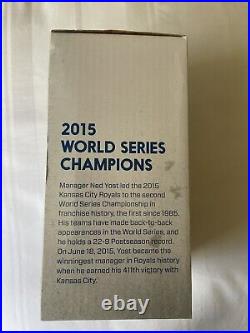 2015
WORLD SERIES
CHAMPIONS
Manager Ned Yost led the 2015
Kansas City Royals to the second
World Series Championship in
franchise history, the first since 1985.
His teams have made back-to-back
appearances in the World Series, and
he holds a 22-9 Postseason record.
On June 18, 2015, Yost became the
winningest manager in Royals history
when he earned his 411th victory with
Kansas City.